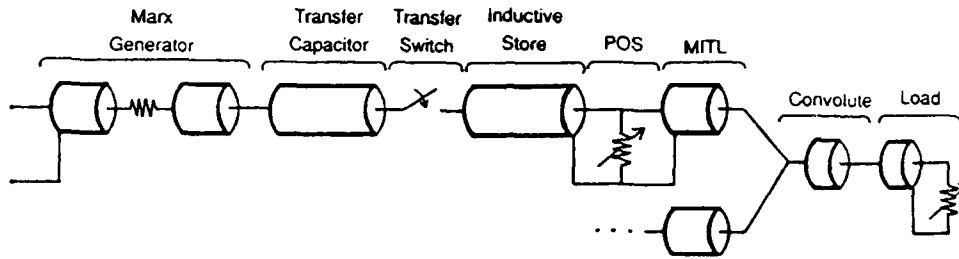 Marx
Generator
Transfer
Capacitor
Transfer
Switch
Inductive
Store
POS
MITL
Convolute
Load